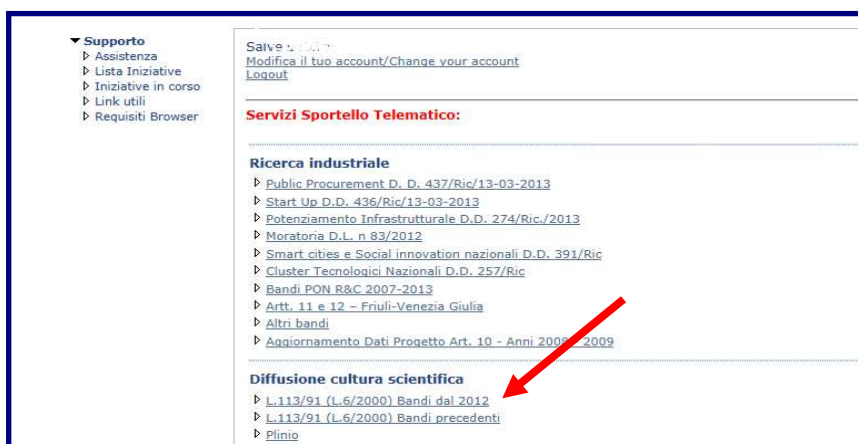 Supporto
Assistenza
Lista Iniziative
Iniziative in corso
Link utili
Requisiti Browser
Salve
Modifica il tuo account/Change your account
Logout
Servizi Sportello Telematico:
Ricerca industriale
Public Procurement D. D. 437/Ric/13-03-2013
Start Up D.D. 436/Ric/13-03-2013
Potenziamento Infrastrutturale D.D. 274/Ric./2013
Moratoria D.L. n 83/2012
Smart cities e Social innovation nazionali D.D. 391/Ric
Cluster Tecnologici Nazionali D.D. 257/Ric
Bandi PON R&C 2007-2013
Artt. 11 e 12 – Friuli-Venezia Giulia
Altri bandi
Aggiornamento Dati Progetto Art. 10 - Anni 2008 - 2009
Diffusione cultura scientifica
L.113/91 (L.6/2000) Bandi dal 2012
L.113/91 (L.6/2000) Bandi precedenti
Plinio